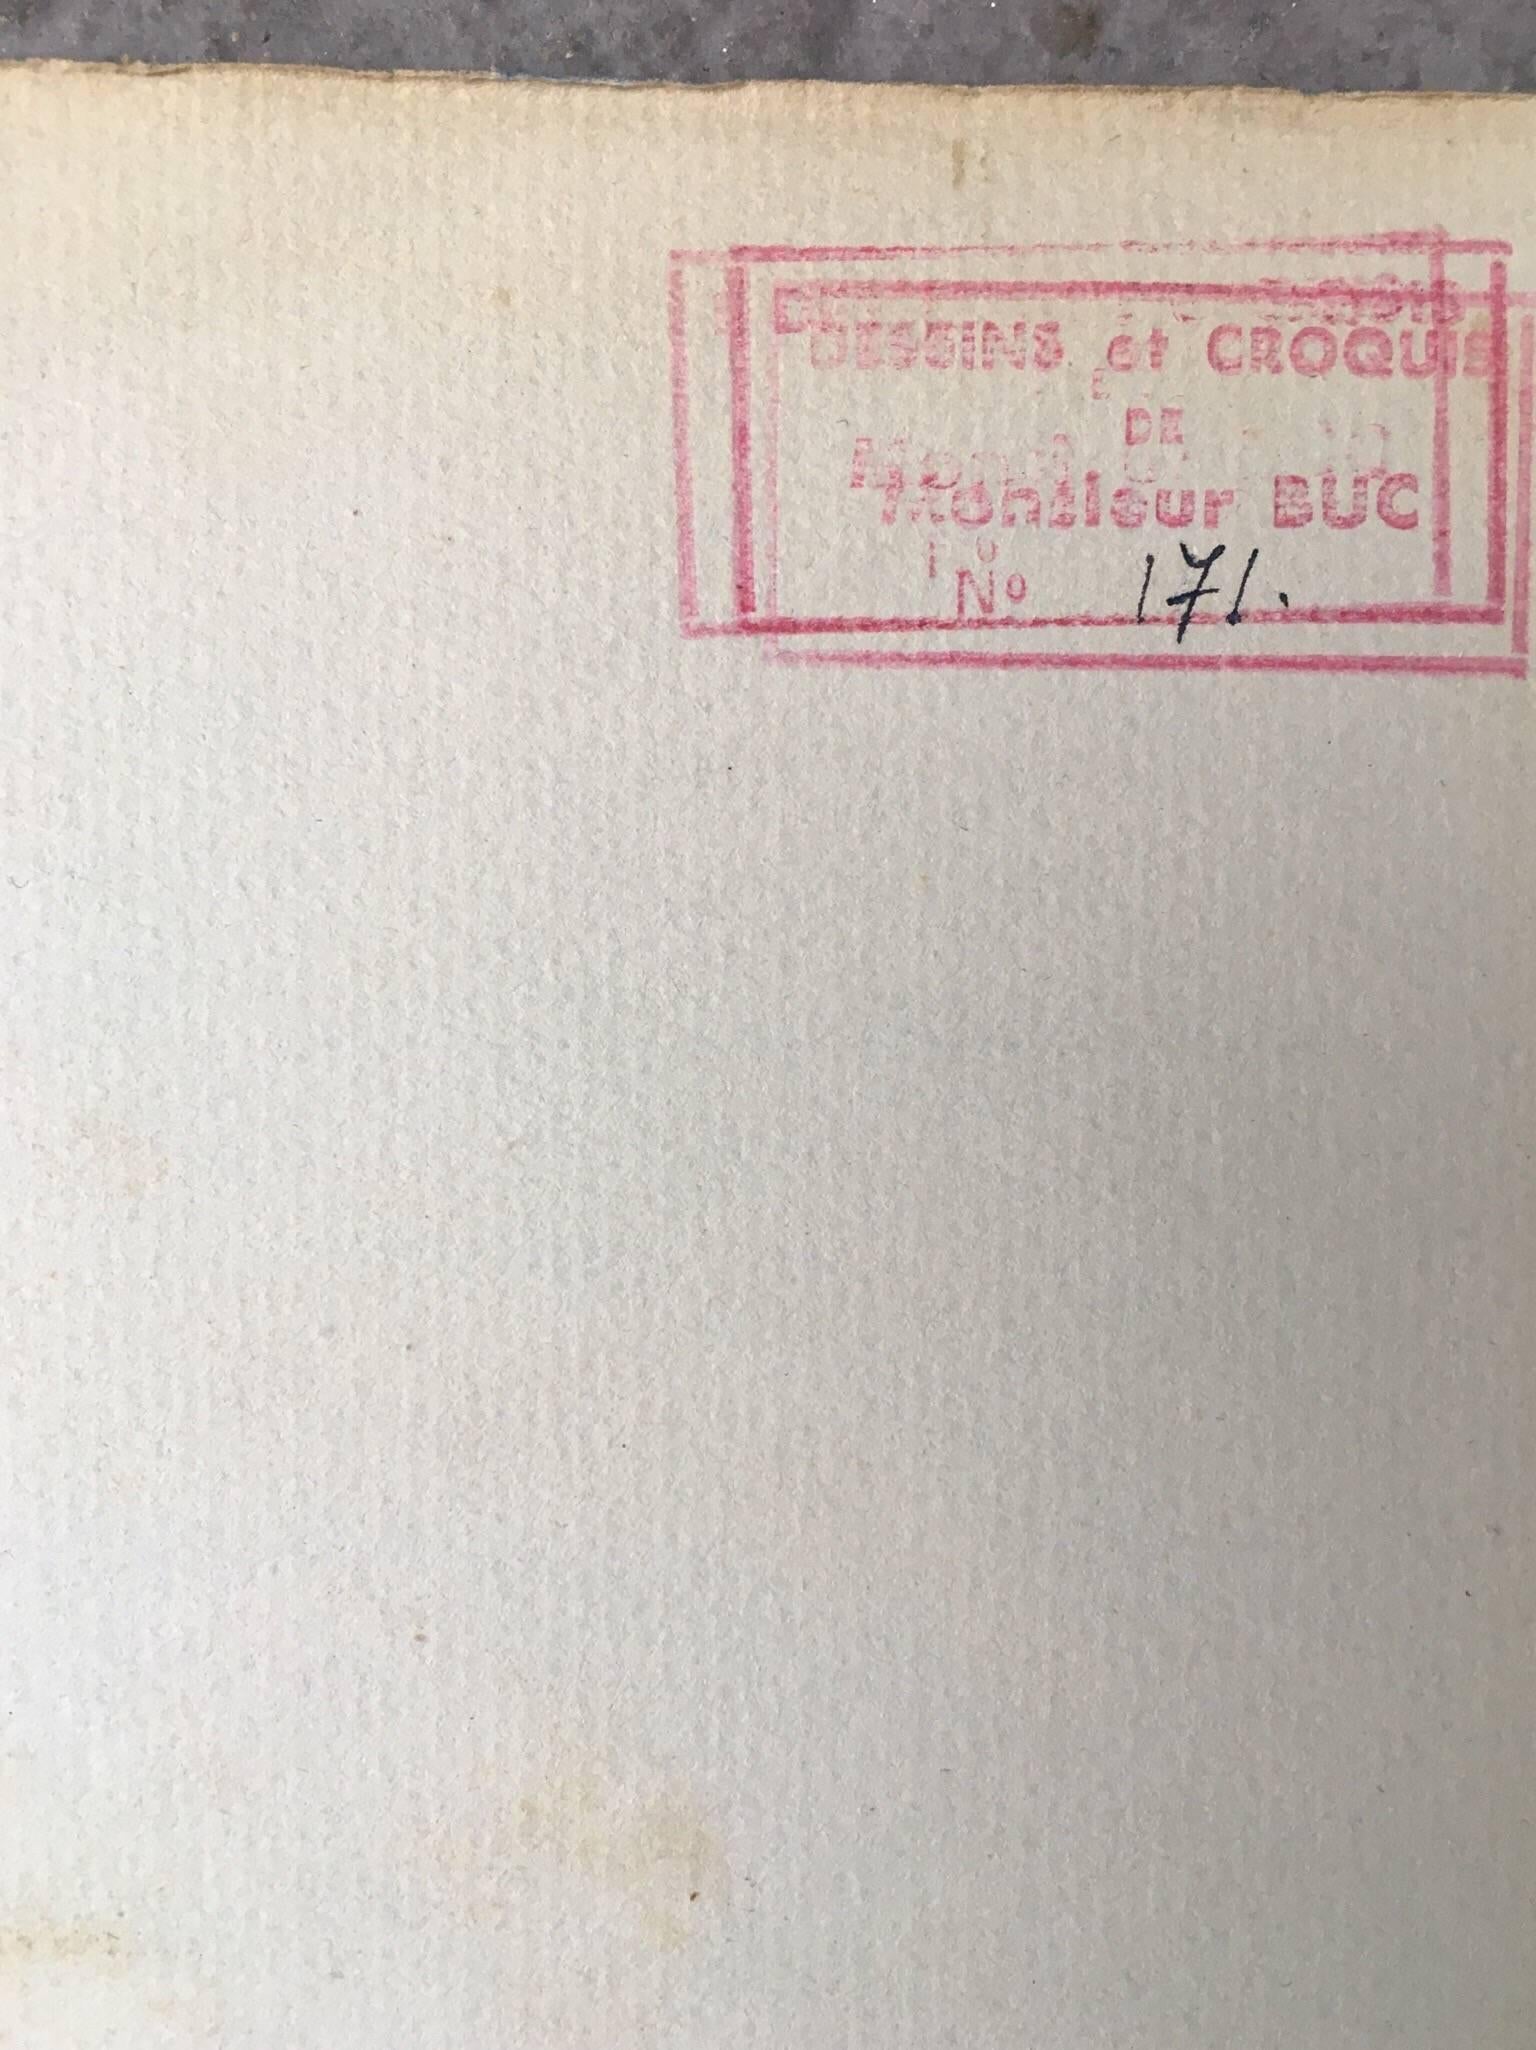 DESSINS et CROQUIS
DE
Monsieur BUC
Nº 171.